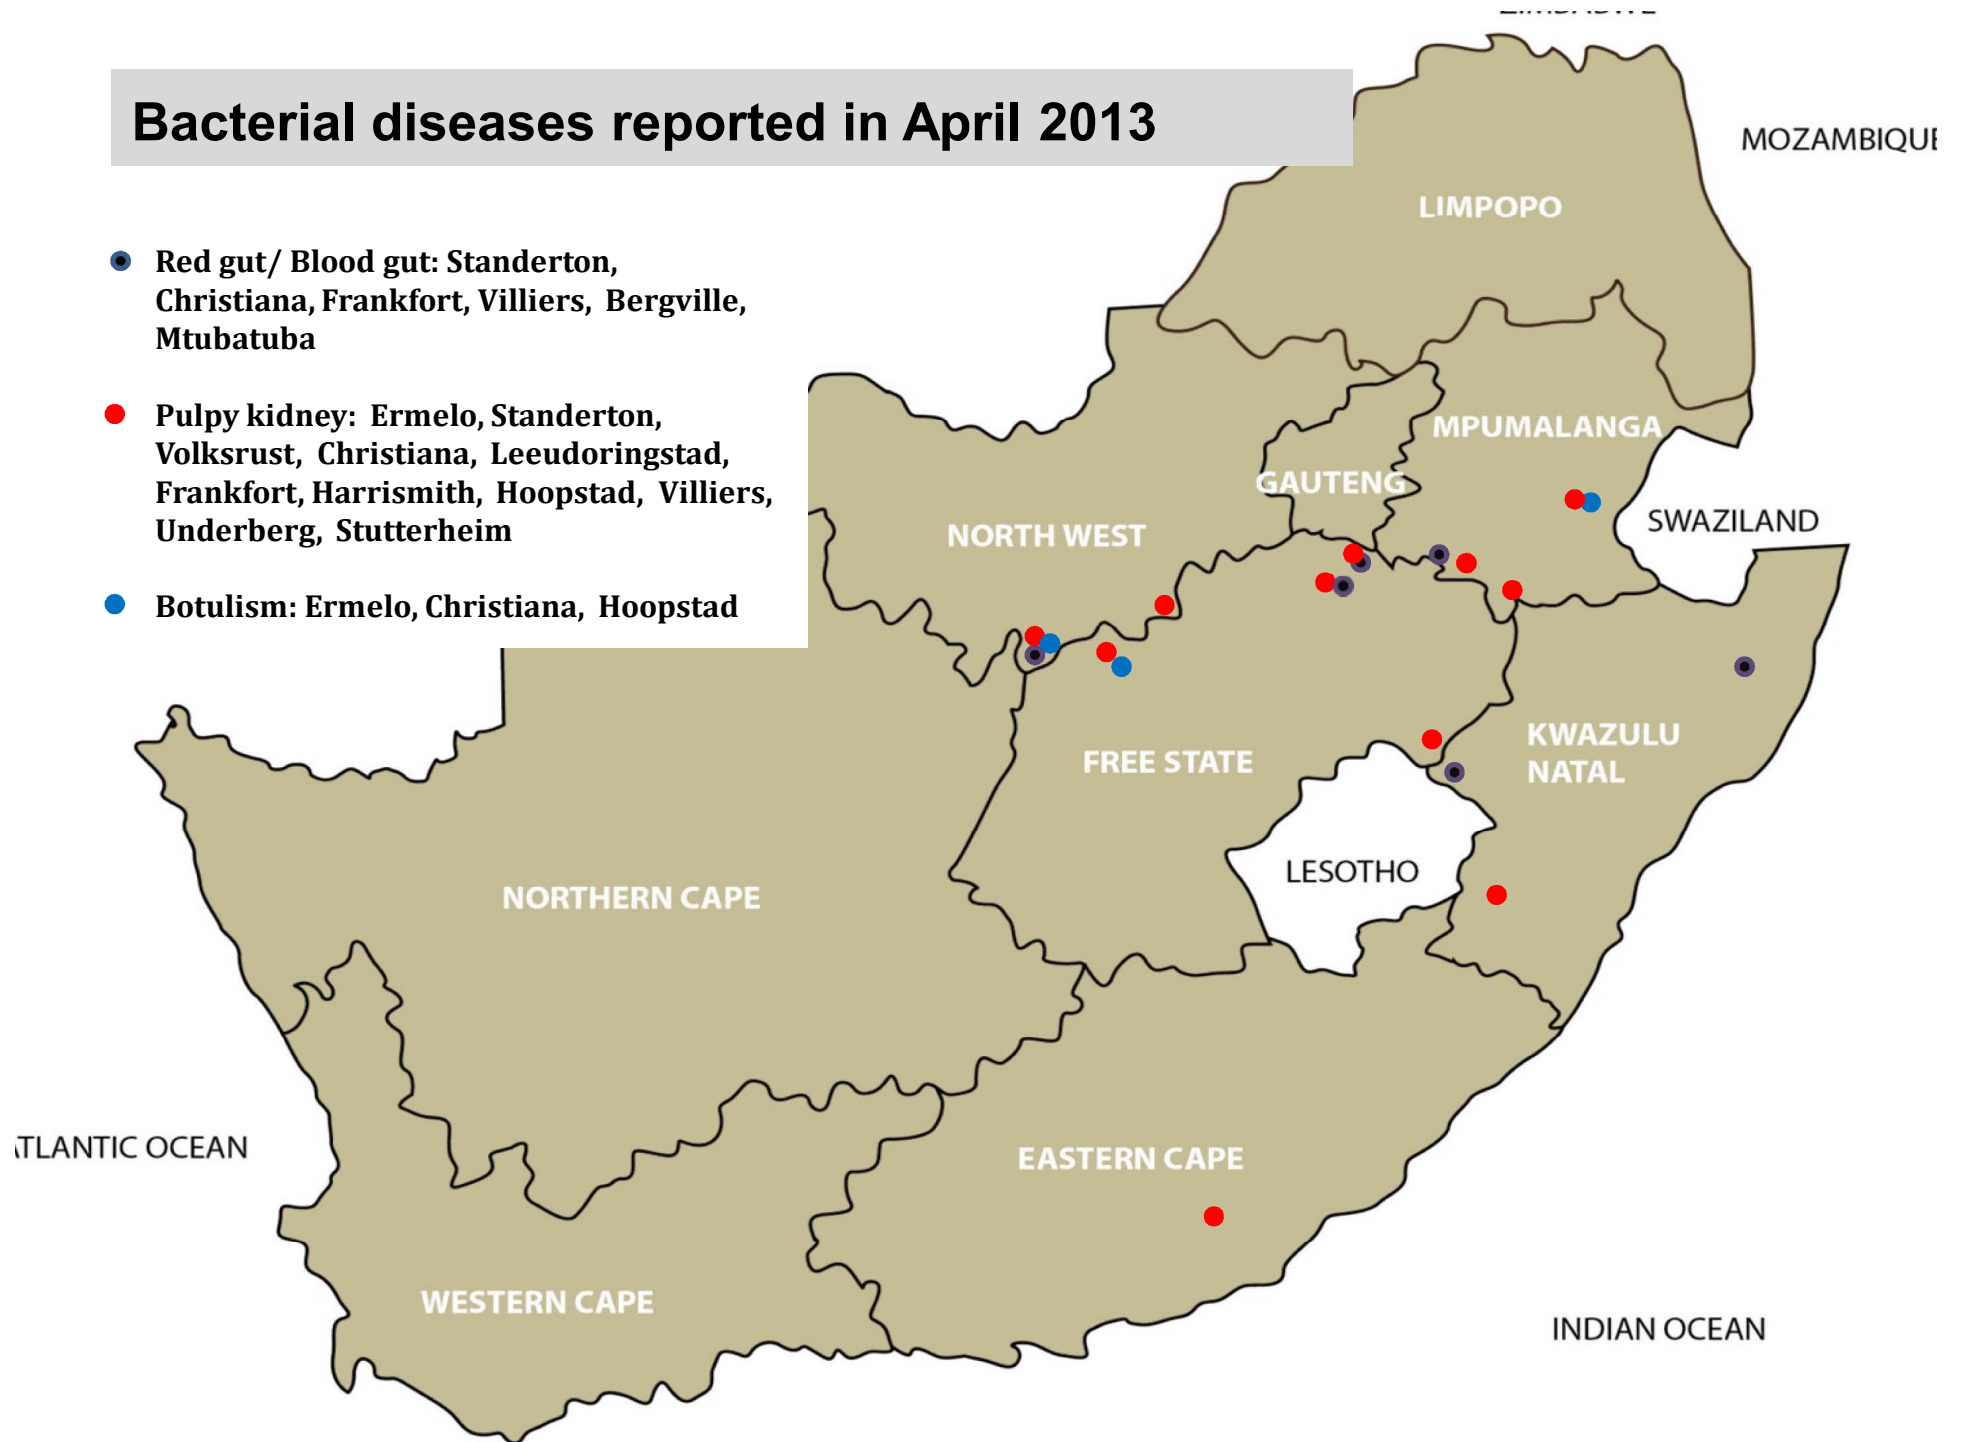 Bacterial diseases reported in April 2013
MOZAMBIQUE
LIMPOPO
Red gut/ Blood gut: Standerton,
Christiana, Frankfort, Villiers, Bergville,
Mtubatuba
Pulpy kidney: Ermelo, Standerton,
Volksrust, Christiana, Leeudoringstad,
Frankfort, Harrismith, Hoopstad, Villiers,
Underberg, Stutterheim
Botulism: Ermelo, Christiana, Hoopstad
MPUMALANGA
GAUTENG
SWAZILAND
NORTH WEST
KWAZULU
NATAL
FREE STATE
LESOTHO
NORTHERN CAPE
TLANTIC OCEAN
EASTERN CAPE
WESTERN CAPE
INDIAN OCEAN